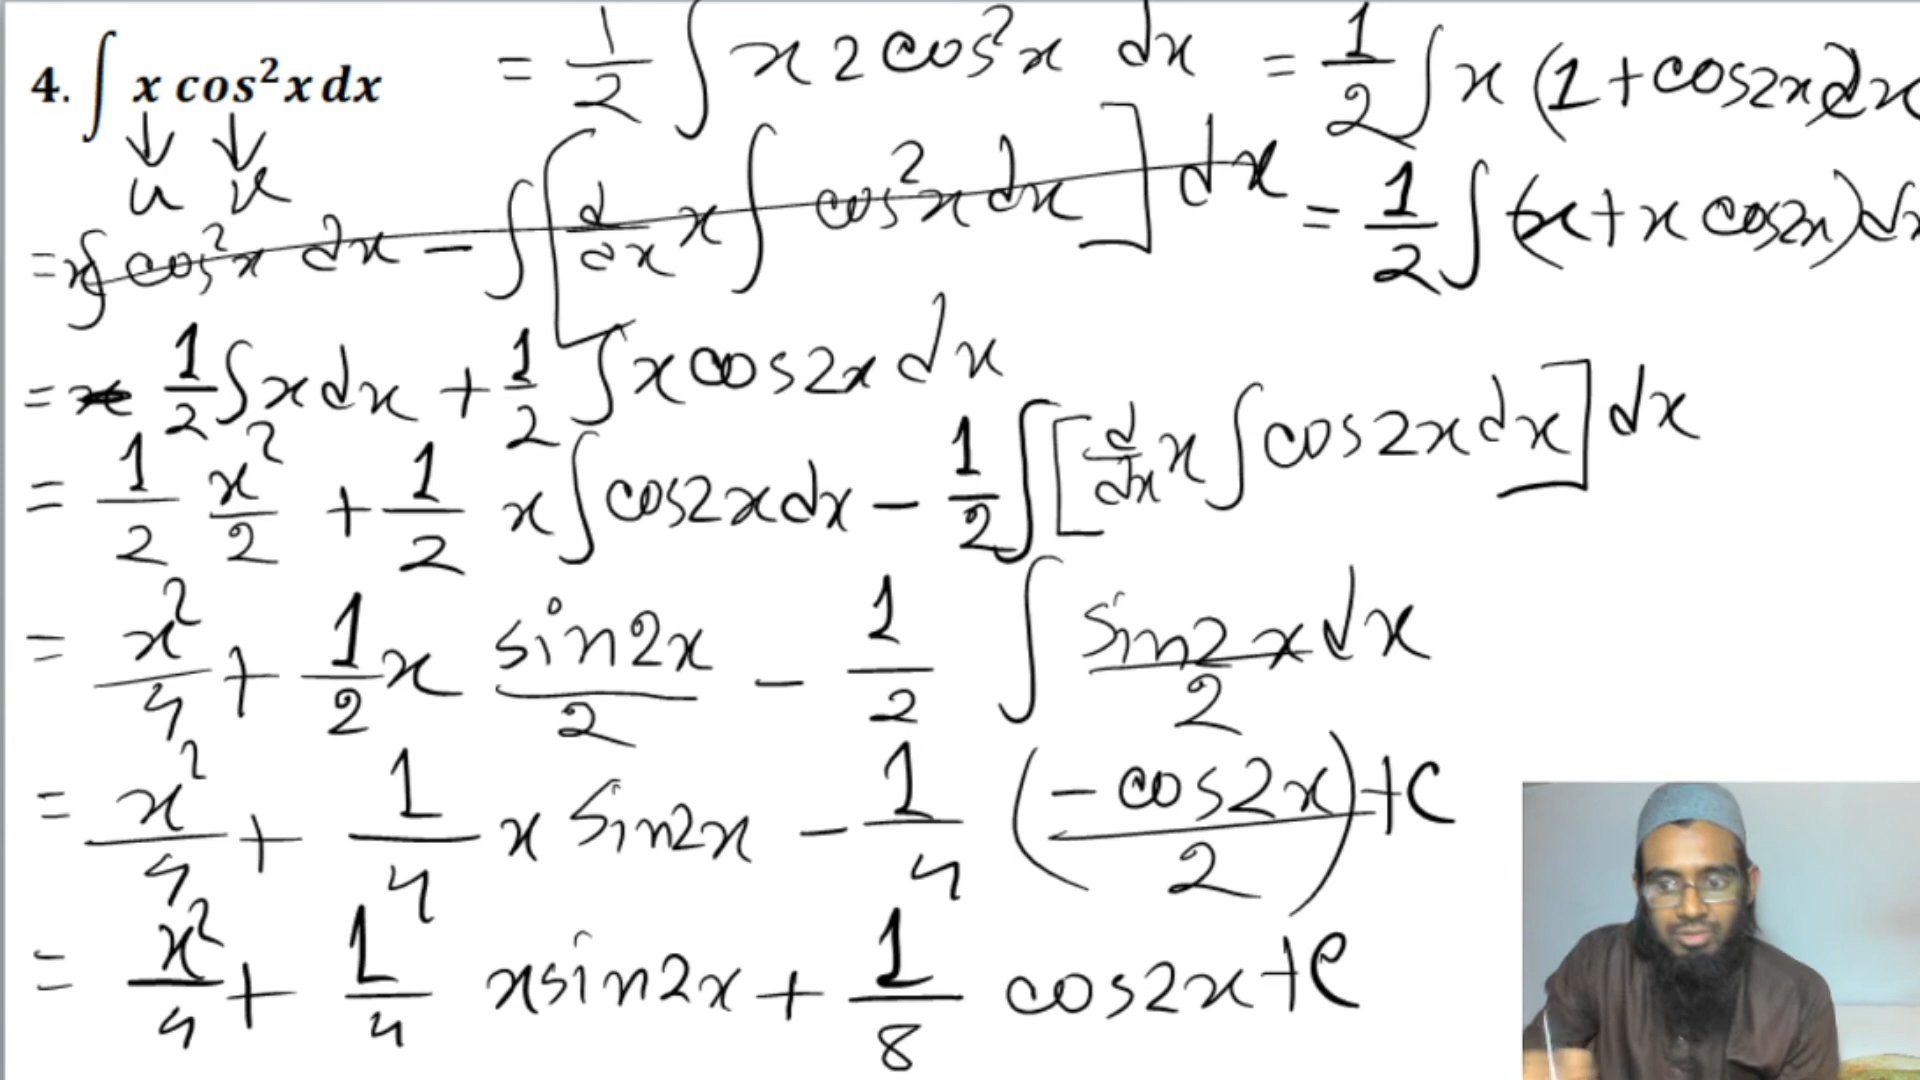 4. ∫ x cos²x dx = 1/2 ∫ x 2 cos²x dx = 1/2 ∫ x (1 + cos2x) dx
↓ ↓
u v
= x∫ cos²x dx − ∫ [ d/dx x ∫ cos²x dx ] dx = 1/2 ∫ (x + x cos2x) dx
= 1/2 ∫ x dx + 1/2 ∫ x cos2x dx
= 1/2 x²/2 + 1/2 x ∫ cos2x dx − 1/2 ∫ [ d/dx x ∫ cos2x dx ] dx
= x²/4 + 1/2 x sin2x/2 − 1/2 ∫ sin2x/2 dx
= x²/4 + 1/4 x sin2x − 1/4 (−cos2x/2) + c
= x²/4 + 1/4 x sin2x + 1/8 cos2x + c